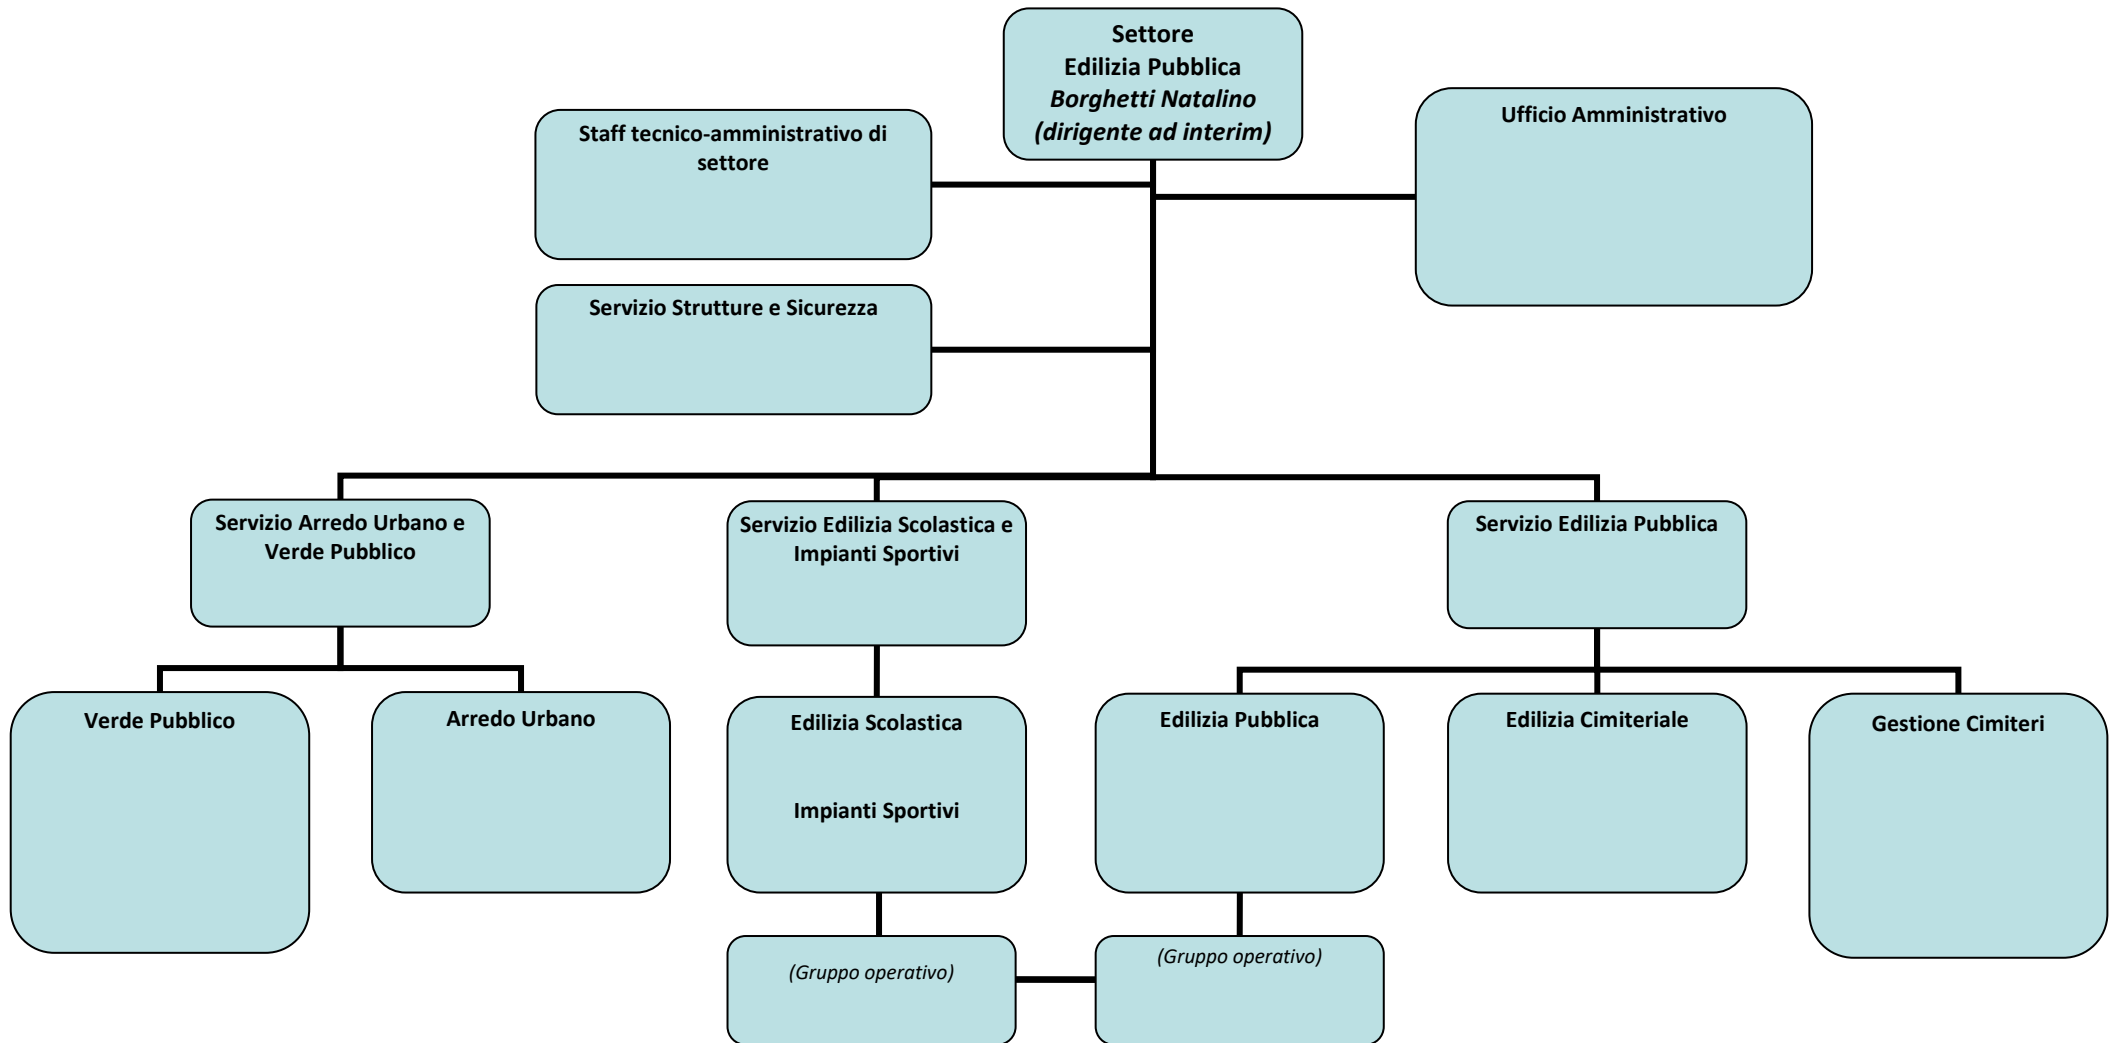 Settore
Edilizia Pubblica
Borghetti Natalino
(dirigente ad interim)
Staff tecnico-amministrativo di
settore
Ufficio Amministrativo
Servizio Strutture e Sicurezza
Servizio Arredo Urbano e
Verde Pubblico
Servizio Edilizia Scolastica e
Impianti Sportivi
Servizio Edilizia Pubblica
Verde Pubblico
Arredo Urbano
Edilizia Scolastica
Impianti Sportivi
Edilizia Pubblica
Edilizia Cimiteriale
Gestione Cimiteri
(Gruppo operativo)
(Gruppo operativo)